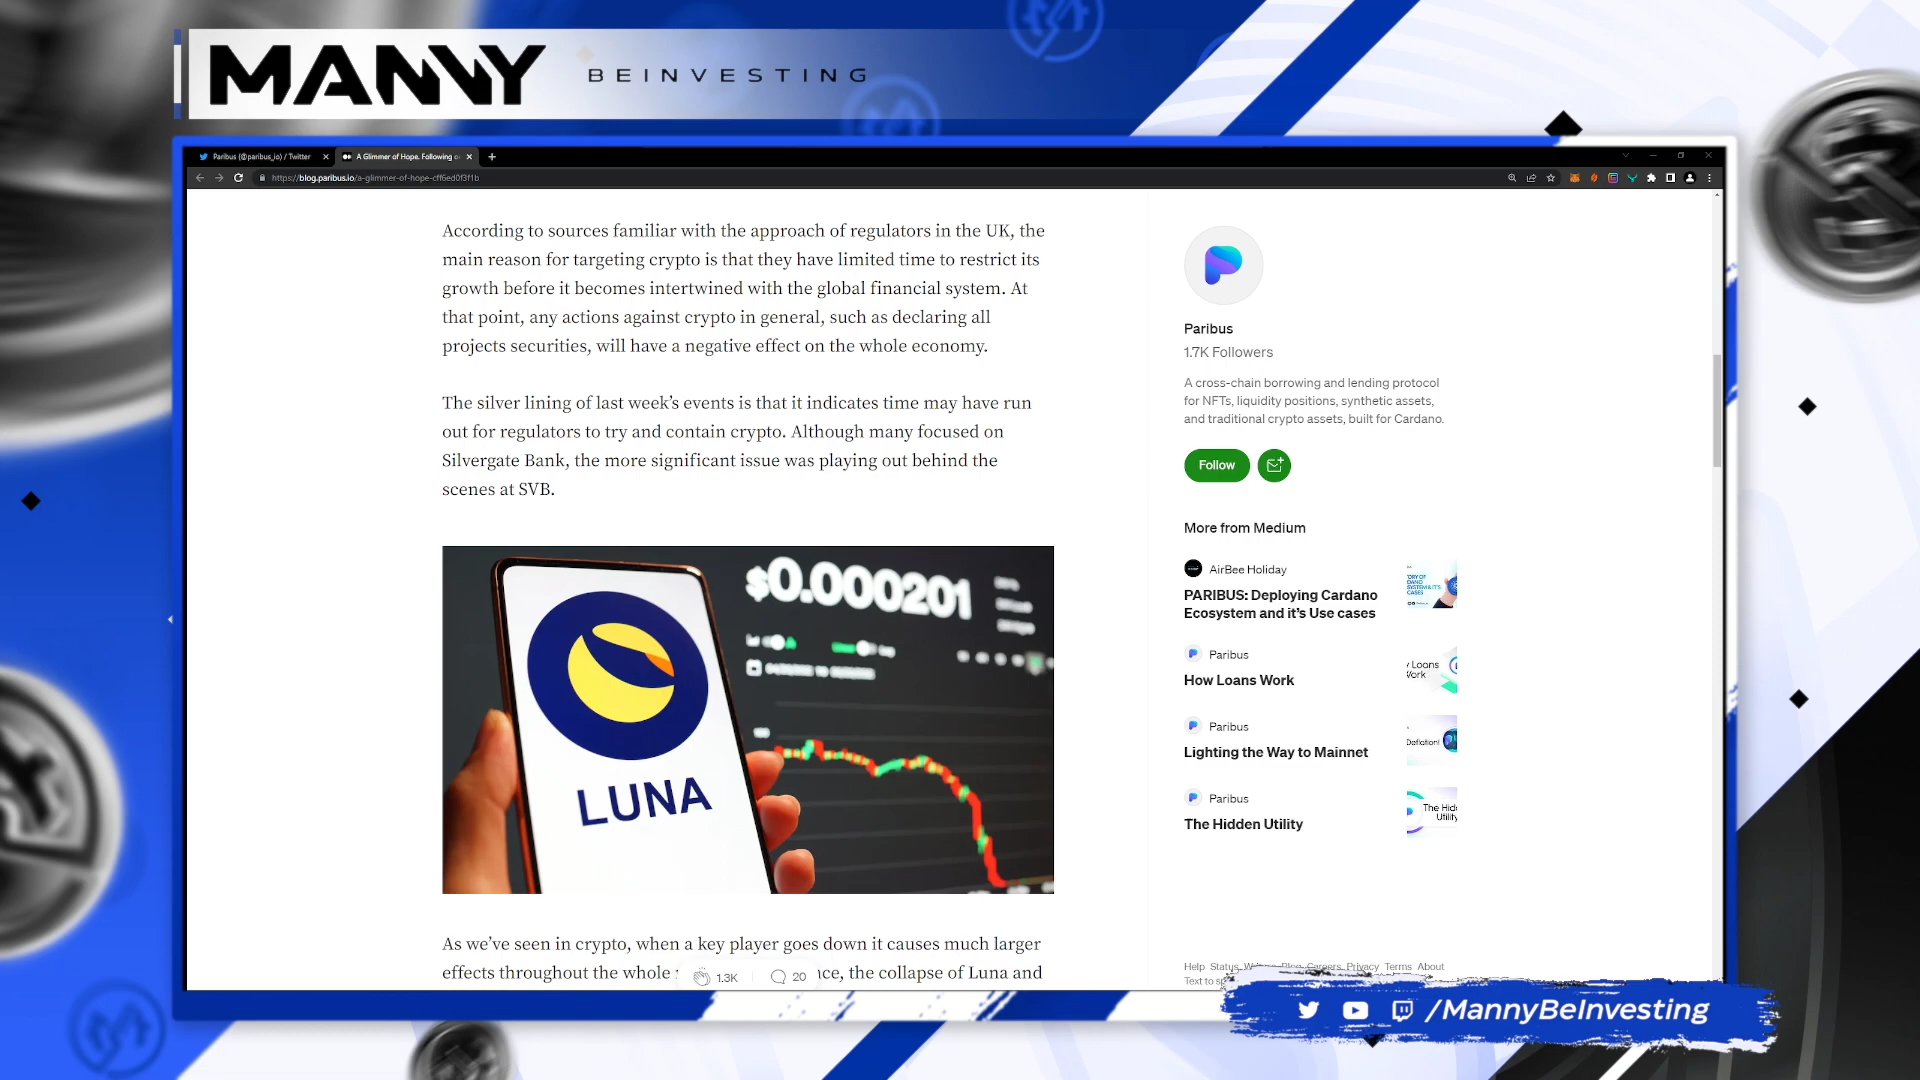 MANNY
BEINVESTING
Paribus (@paribus_io) / Twitter
A Glimmer of Hope. Following
https://blog.paribus.io/a-glimmer-of-hope-cff6ed0f3f1b
According to sources familiar with the approach of regulators in the UK, the
main reason for targeting crypto is that they have limited time to restrict its
growth before it becomes intertwined with the global financial system. At
that point, any actions against crypto in general, such as declaring all
projects securities, will have a negative effect on the whole economy.
The silver lining of last week’s events is that it indicates time may have run
out for regulators to try and contain crypto. Although many focused on
Silvergate Bank, the more significant issue was playing out behind the
scenes at SVB.
$0.000201
LUNA
As we’ve seen in crypto, when a key player goes down it causes much larger
effects throughout the whole
the collapse of Luna and
1.3K
20
Paribus
1.7K Followers
A cross-chain borrowing and lending protocol
for NFTs, liquidity positions, synthetic assets,
and traditional crypto assets, built for Cardano.
Follow
More from Medium
AirBee Holiday
PARIBUS: Deploying Cardano
Ecosystem and it's Use cases
Paribus
How Loans Work
Loans
Work
Paribus
Lighting the Way to Mainnet
Deflation!
Paribus
The Hidden Utility
The Hid
Utility
Help Status Blog Careers Privacy Terms About
Text to
/MannyBeInvesting